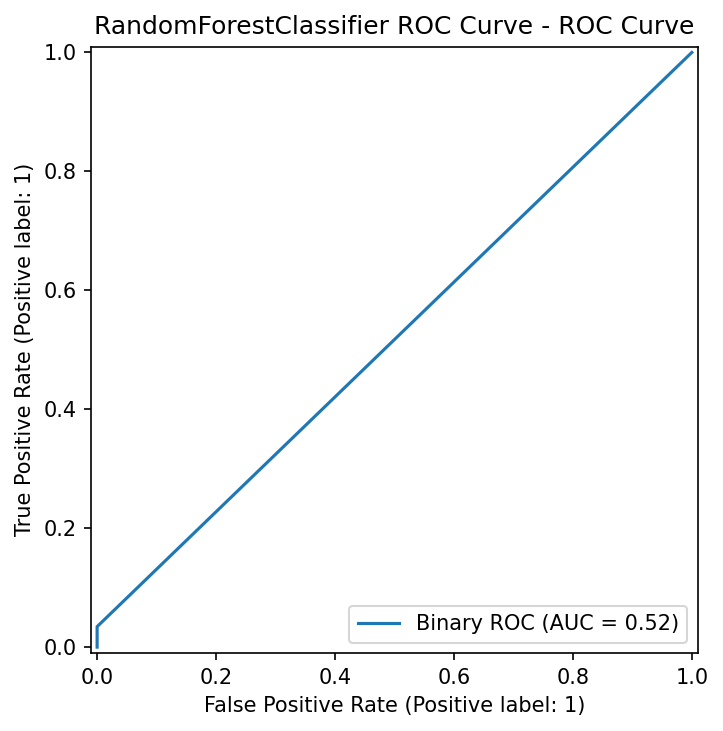 RandomForestClassifier ROC Curve - ROC Curve
1.0
0.8
0.6
0.4
0.2
0.0
True Positive Rate (Positive label: 1)
Binary ROC (AUC = 0.52)
0.0 0.2 0.4 0.6 0.8 1.0
False Positive Rate (Positive label: 1)